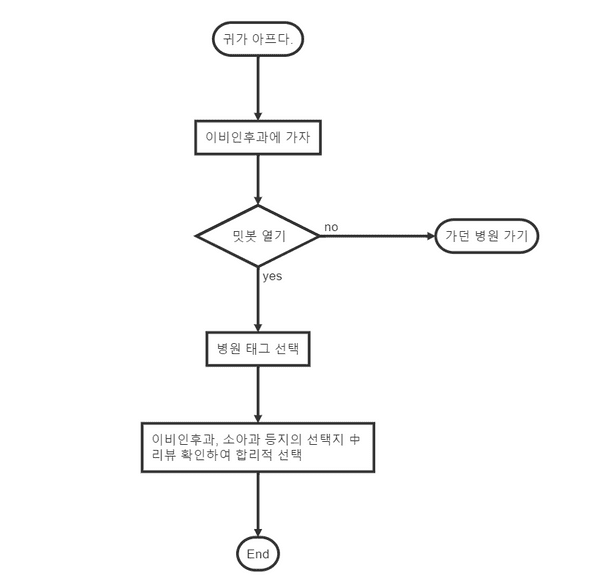 귀가 아프다.
이비인후과에 가자
밋봇 열기
no
가던 병원 가기
yes
병원 태그 선택
이비인후과, 소아과 등지의 선택지 中
리뷰 확인하여 합리적 선택
End